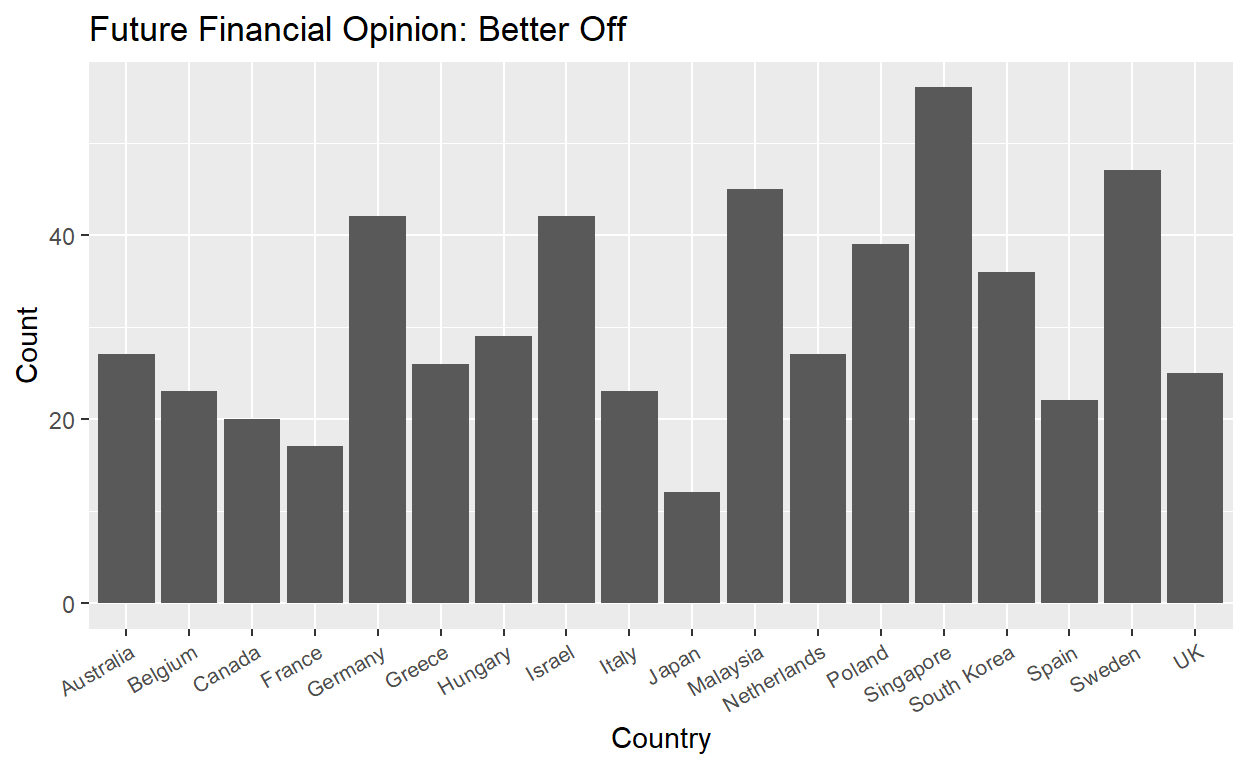 Future Financial Opinion: Better Off
Count
40
20
0
Australia
Belgium
Canada
France
Germany
Greece
Hungary
Israel
Italy
Japan
Malaysia
Netherlands
Poland
Singapore
South Korea
Spain
Sweden
UK
Country